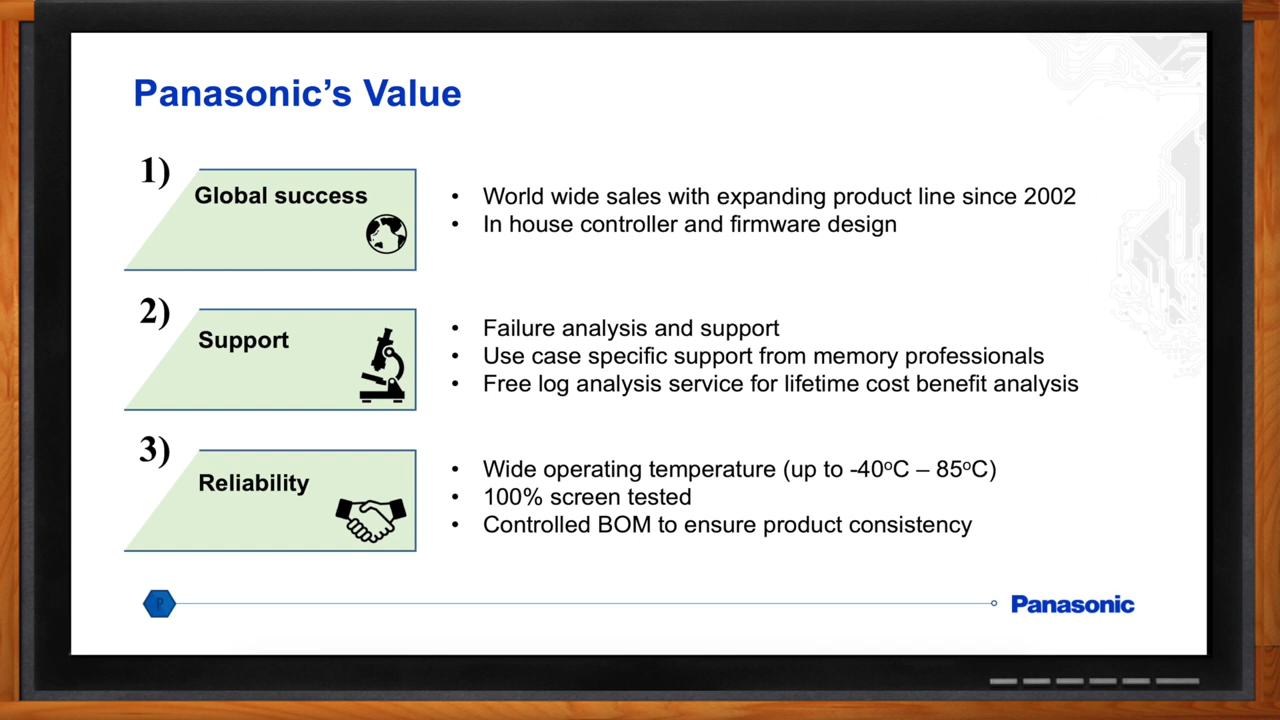 Panasonic’s Value
1)
Global success
• World wide sales with expanding product line since 2002
• In house controller and firmware design
2)
Support
• Failure analysis and support
• Use case specific support from memory professionals
• Free log analysis service for lifetime cost benefit analysis
3)
Reliability
• Wide operating temperature (up to -40ºC – 85ºC)
• 100% screen tested
• Controlled BOM to ensure product consistency
P
Panasonic